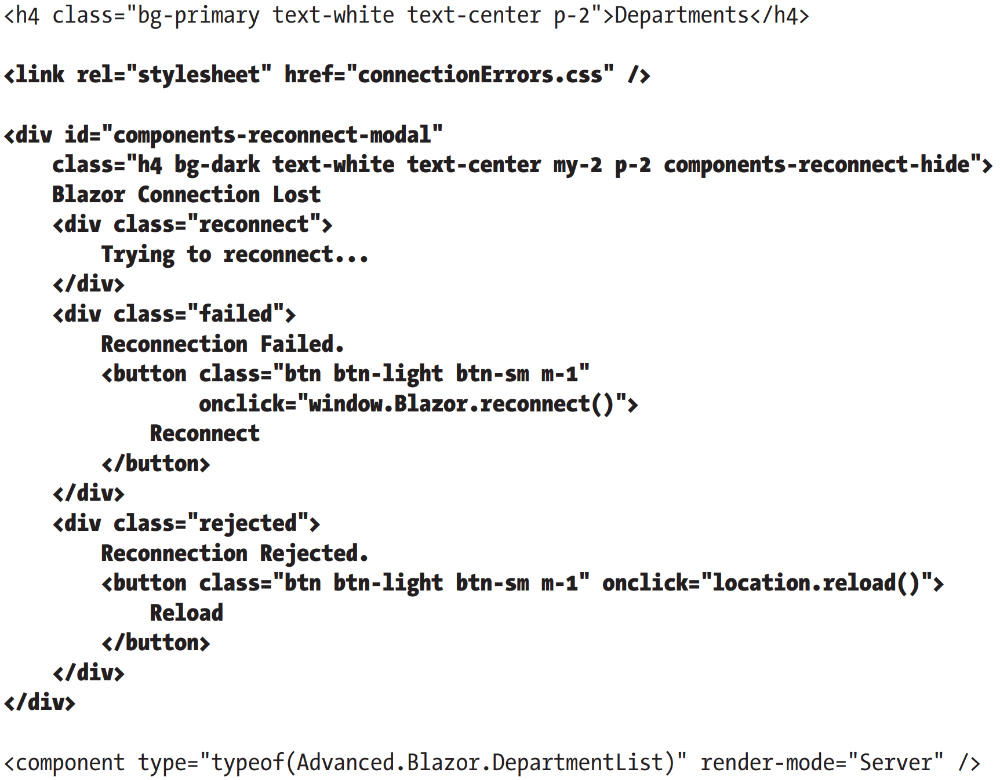 <h4 class="bg-primary text-white text-center p-2">Departments</h4>

<link rel="stylesheet" href="connectionErrors.css" />

<div id="components-reconnect-modal"
    class="h4 bg-dark text-white text-center my-2 p-2 components-reconnect-hide">
    Blazor Connection Lost
    <div class="reconnect">
        Trying to reconnect...
    </div>
    <div class="failed">
        Reconnection Failed.
        <button class="btn btn-light btn-sm m-1"
                onclick="window.Blazor.reconnect()">
            Reconnect
        </button>
    </div>
    <div class="rejected">
        Reconnection Rejected.
        <button class="btn btn-light btn-sm m-1" onclick="location.reload()">
            Reload
        </button>
    </div>
</div>

<component type="typeof(Advanced.Blazor.DepartmentList)" render-mode="Server" />